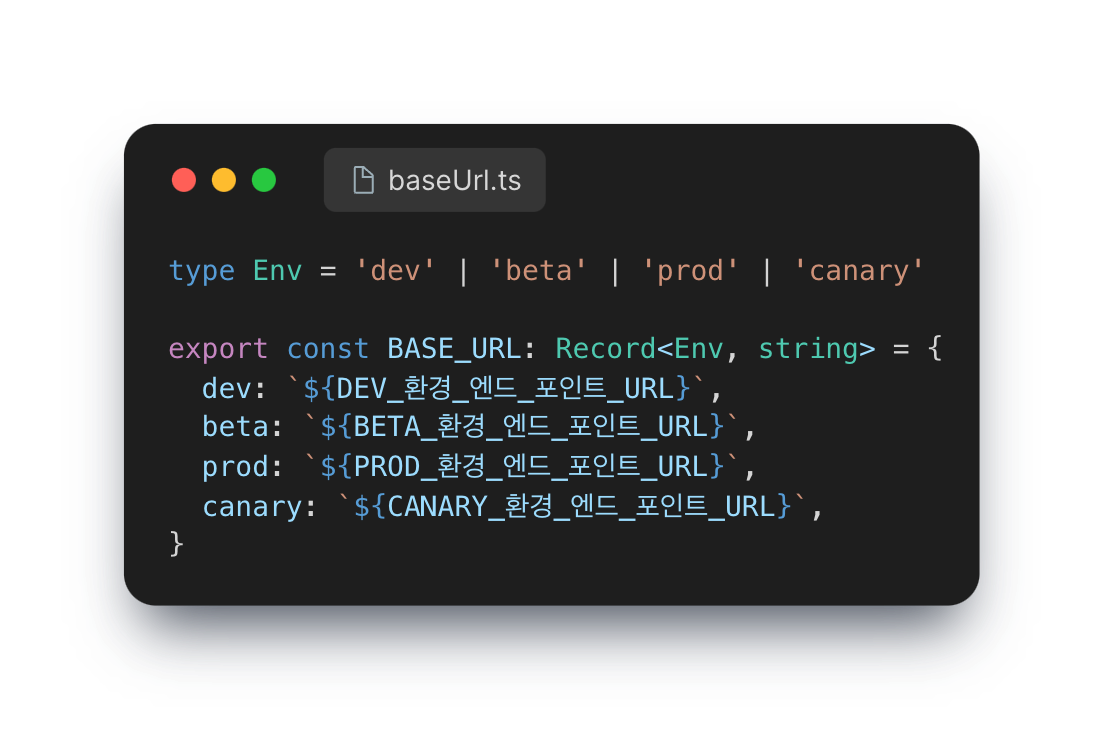 baseUrl.ts
type Env = 'dev' | 'beta' | 'prod' | 'canary'
export const BASE_URL: Record<Env, string> = {
  dev: `${DEV_환경_엔드_포인트_URL}`,
  beta: `${BETA_환경_엔드_포인트_URL}`,
  prod: `${PROD_환경_엔드_포인트_URL}`,
  canary: `${CANARY_환경_엔드_포인트_URL}`,
}